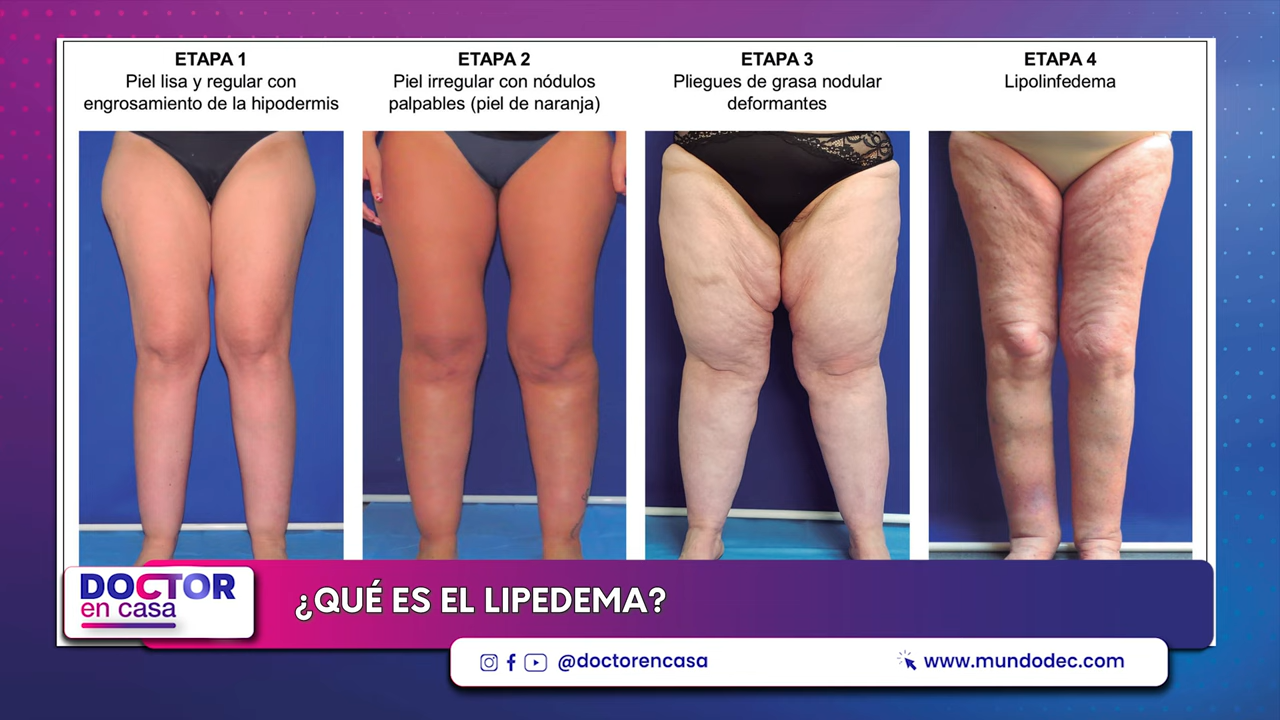 ETAPA 1
Piel lisa y regular con
engrosamiento de la hipodermis
ETAPA 2
Piel irregular con nódulos
palpables (piel de naranja)
ETAPA 3
Pliegues de grasa nodular
deformantes
ETAPA 4
Lipolinfedema
DOCTOR
en casa
¿QUÉ ES EL LIPEDEMA?
@doctorencasa
www.mundodec.com